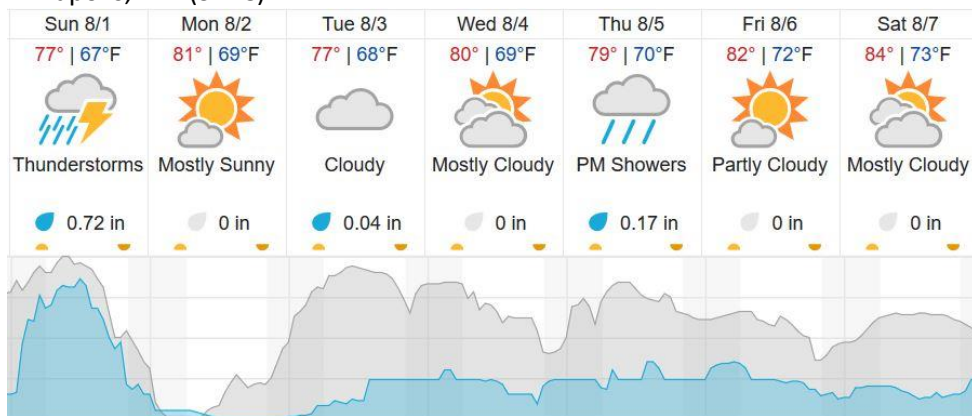 Sun 8/1 Mon 8/2 Tue 8/3 Wed 8/4 Thu 8/5 Fri 8/6 Sat 8/7
77° | 67°F 81° | 69°F 77° | 68°F 80° | 69°F 79° | 70°F 82° | 72°F 84° | 73°F
Thunderstorms Mostly Sunny Cloudy Mostly Cloudy PM Showers Partly Cloudy Mostly Cloudy
0.72 in 0 in 0.04 in 0 in 0.17 in 0 in 0 in